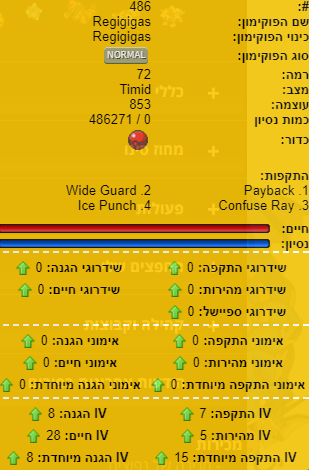 #: 486
שם הפוקימון: Regigigas
כינוי הפוקימון: Regigigas
סוג הפוקימון: NORMAL
רמה: 72
מצב: Timid
עוצמה: 853
כמות נסיון: 0 / 486271
כדור:
התקפות:
1. Payback 2. Wide Guard
3. Confuse Ray 4. Ice Punch
חיים:
נסיון:
שידרוגי התקפה: 0 שידרוגי הגנה: 0
שידרוגי מהירות: 0 שידרוגי חיים: 0
שידרוגי ספיישל: 0
אימוני התקפה: 0 אימוני הגנה: 0
אימוני מהירות: 0 אימוני חיים: 0
אימוני התקפה מיוחדת: 0 אימוני הגנה מיוחדת: 0
IV התקפה: 7 IV הגנה: 8
IV מהירות: 5 IV חיים: 28
IV התקפה מיוחדת: 15 IV הגנה מיוחדת: 8
כללי +
מחוז סינו +
פעולות +